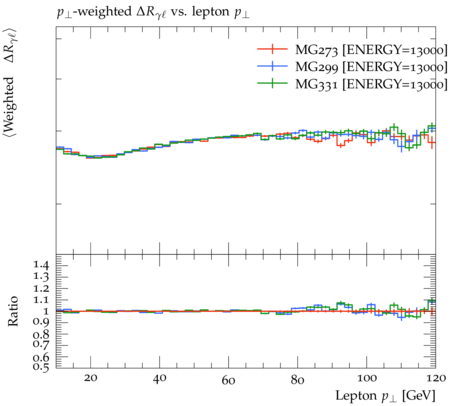 p⊥-weighted ΔRγℓ vs. lepton p⊥
⟨Weighted ΔRγℓ⟩
MG273 [ENERGY=13000]
MG299 [ENERGY=13000]
MG331 [ENERGY=13000]
Ratio
1.4
1.3
1.2
1.1
1
0.9
0.8
0.7
0.6
0.5
20 40 60 80 100 120
Lepton p⊥ [GeV]